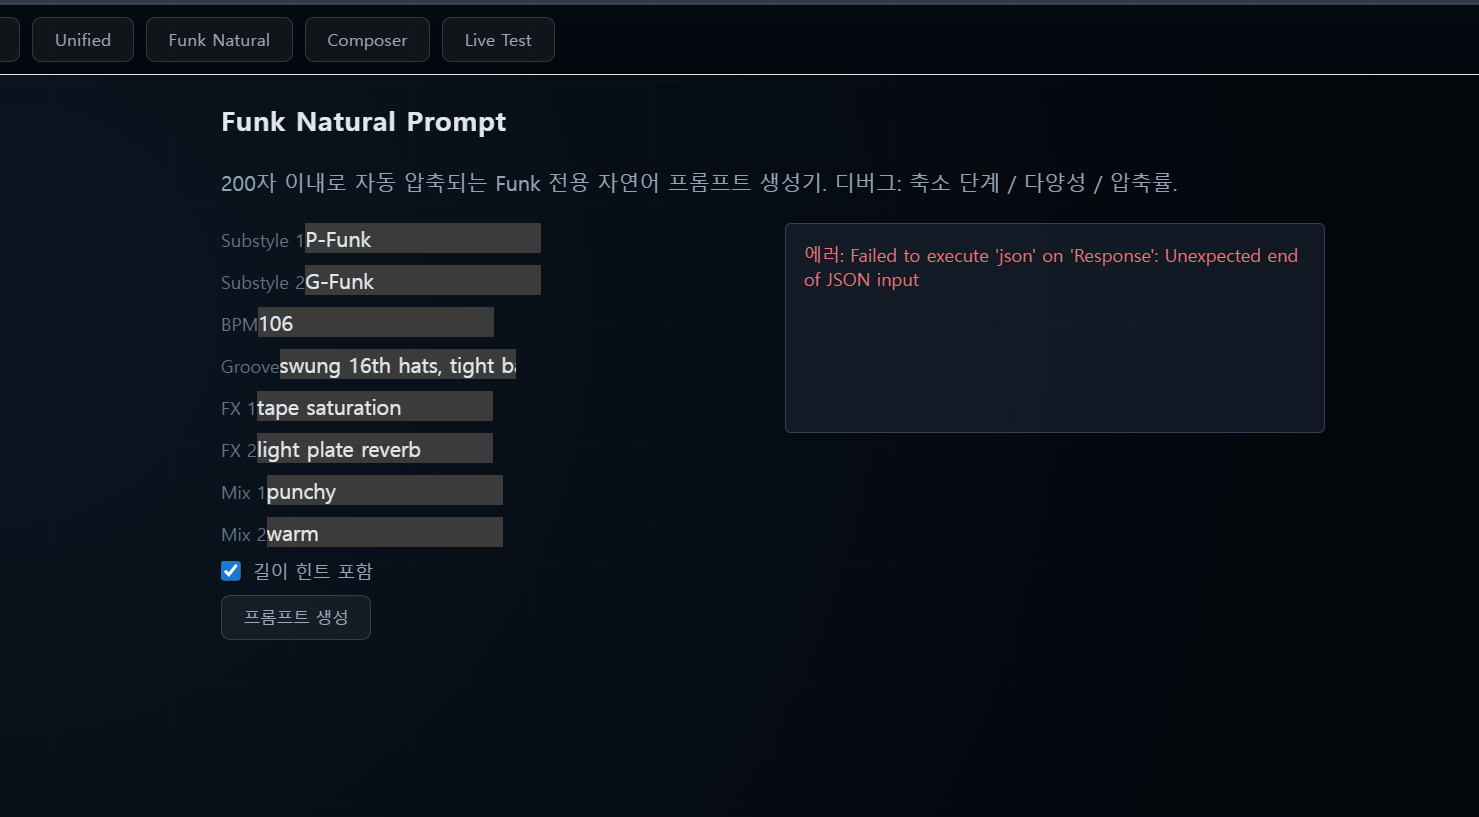 Unified
Funk Natural
Composer
Live Test
Funk Natural Prompt
200자 이내로 자동 압축되는 Funk 전용 자연어 프롬프트 생성기. 디버그: 축소 단계 / 다양성 / 압축률.
Substyle 1 P-Funk
Substyle 2 G-Funk
BPM 106
Groove swung 16th hats, tight ba
FX 1 tape saturation
FX 2 light plate reverb
Mix 1 punchy
Mix 2 warm
길이 힌트 포함
프롬프트 생성
에러: Failed to execute 'json' on 'Response': Unexpected end
of JSON input